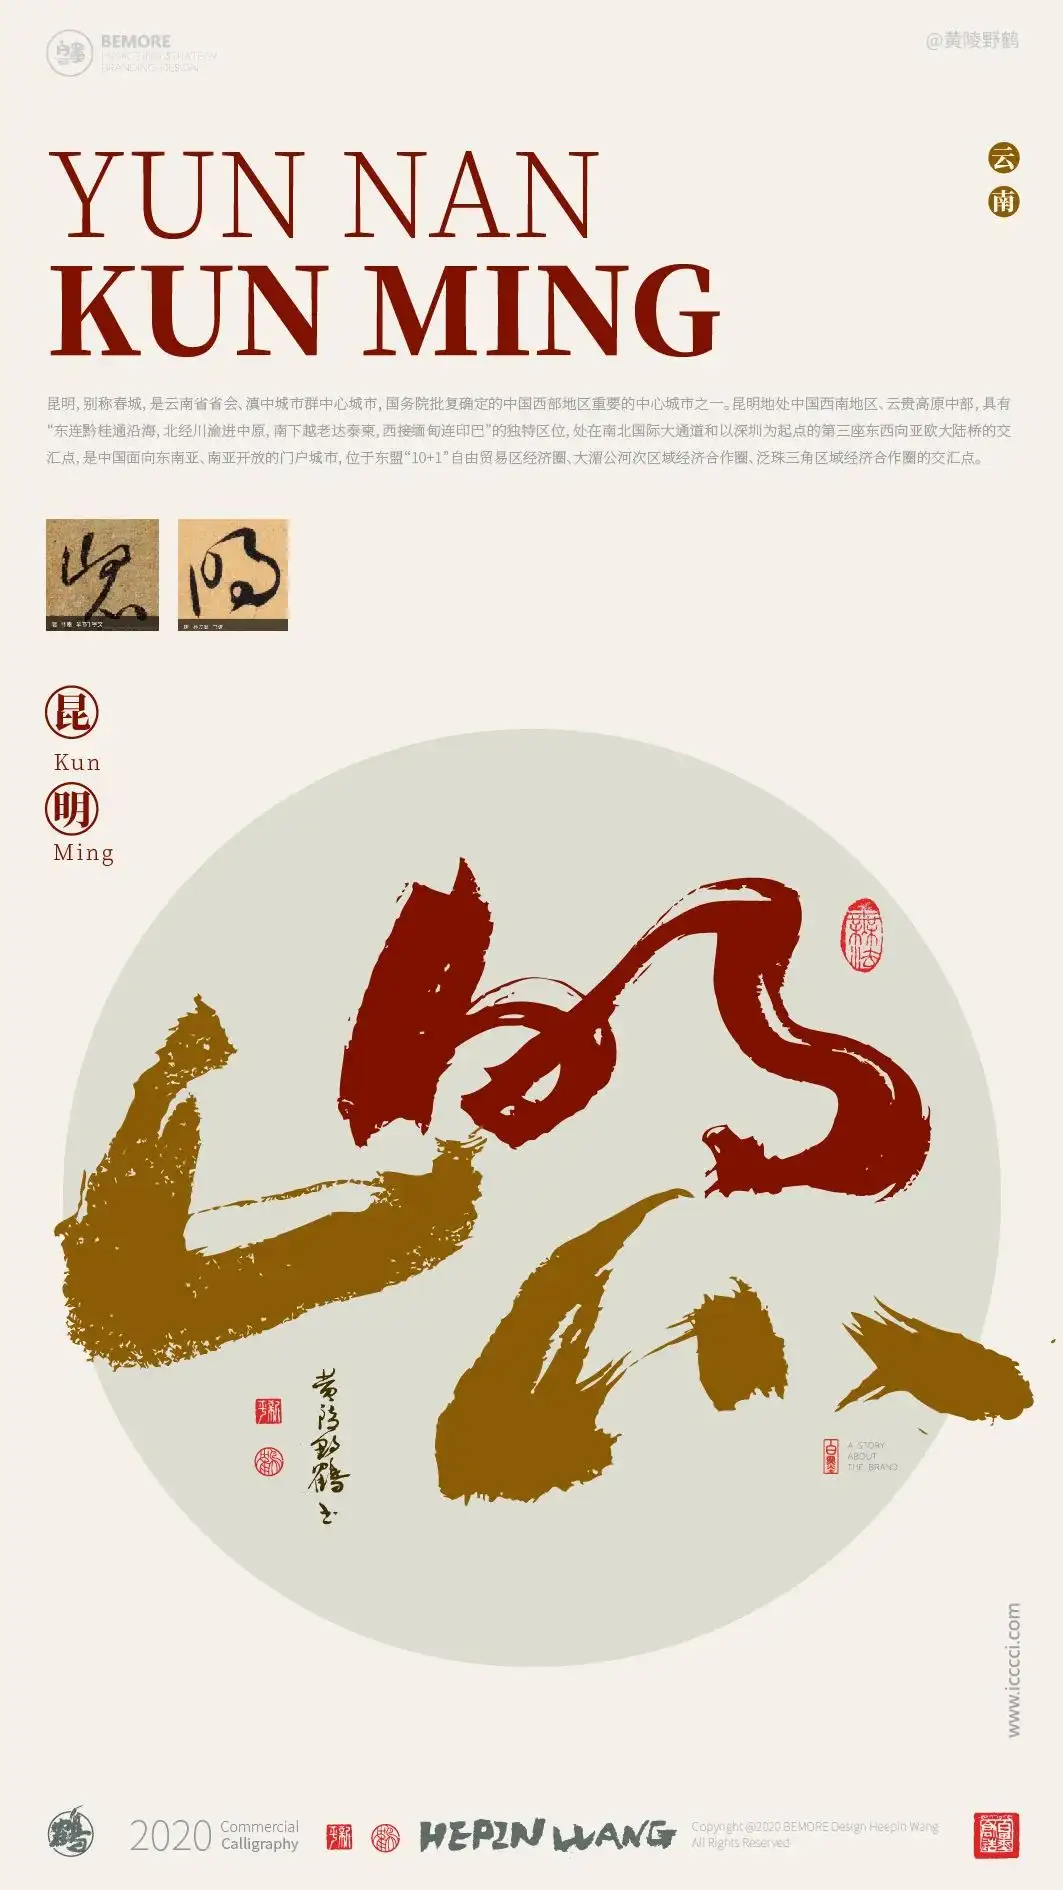 BEMORE
MARKETING STRATEGY
BRANDING DESIGN
@黄陵野鹤
YUN NAN
KUN MING
云
南
昆明,别称春城,是云南省省会、滇中城市群中心城市,国务院批复确定的中国西部地区重要的中心城市之一。昆明地处中国西南地区、云贵高原中部,具有
“东连黔桂通沿海,北经川渝进中原,南下越老达泰柬,西接缅甸连印巴”的独特区位,处在南北国际大通道和以深圳为起点的第三座东西向亚欧大陆桥的交
汇点,是中国面向东南亚、南亚开放的门户城市,位于东盟“10+1”自由贸易区经济圈、大湄公河次区域经济合作圈、泛珠三角区域经济合作圈的交汇点。
昆
Kun
明
Ming
昆明
黄陵野鹤书
白墨
A STORY
ABOUT
THE BRAND
www.icccci.com
鹤
2020
Commercial
Calligraphy
HEPIN WANG
Copyright @2020 BEMORE Design Heepin Wang
All Rights Reserved